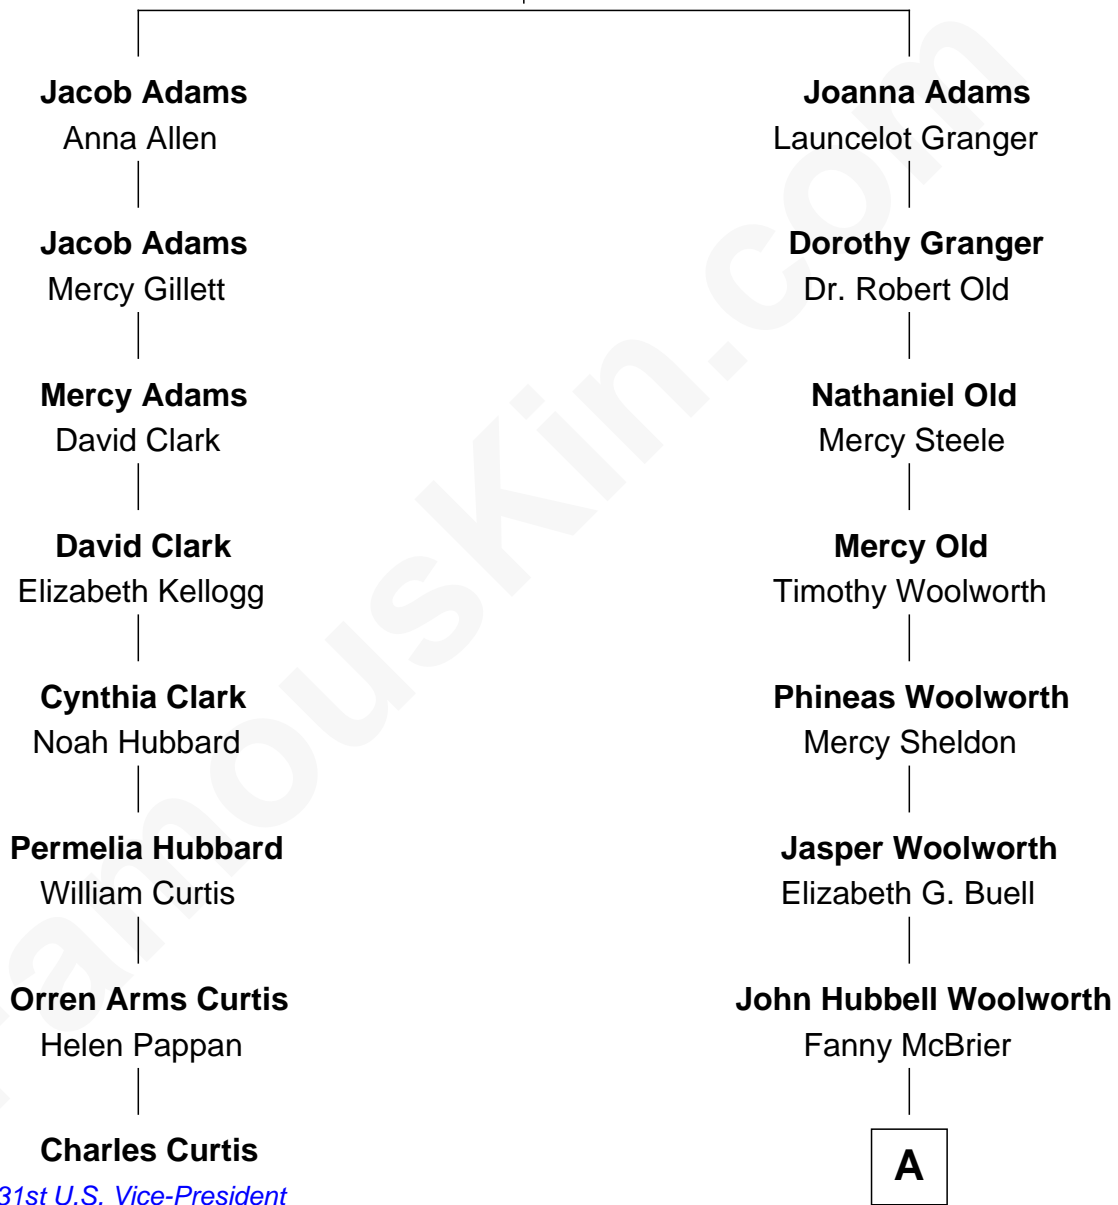 Jacob Adams
Anna Allen
Jacob Adams
Mercy Gillett
Mercy Adams
David Clark
David Clark
Elizabeth Kellogg
Cynthia Clark
Noah Hubbard
Permelia Hubbard
William Curtis
Orren Arms Curtis
Helen Pappan
Charles Curtis
31st U.S. Vice-President
Joanna Adams
Launcelot Granger
Dorothy Granger
Dr. Robert Old
Nathaniel Old
Mercy Steele
Mercy Old
Timothy Woolworth
Phineas Woolworth
Mercy Sheldon
Jasper Woolworth
Elizabeth G. Buell
John Hubbell Woolworth
Fanny McBrier
A
FamousKin.com